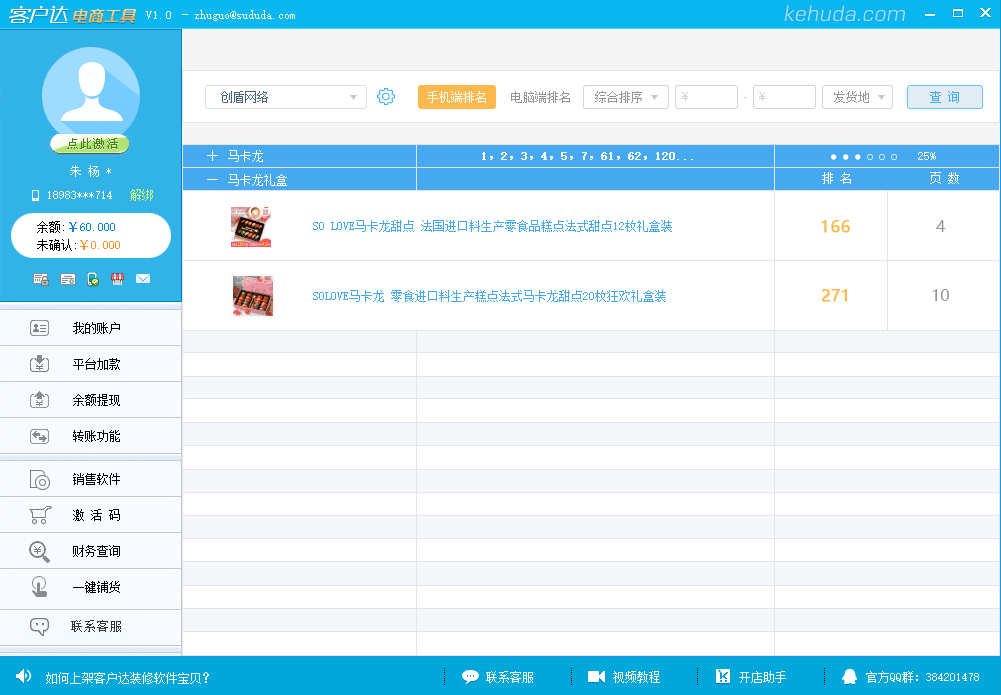 客户达 电商工具 V1.0 - zhuguo@sududa.com
kehuda.com
点此激活
朱 杨 *
18983***714 解绑
余额:￥60.000
未确认:￥0.000
我的账户
平台加款
余额提现
转账功能
销售软件
激 活 码
财务查询
一键铺货
联系客服
创盾网络 手机端排名 电脑端排名 综合排序 ￥ - ￥ 发货地 查 询
＋ 马卡龙 1, 2, 3, 4, 5, 7, 61, 62, 120... 25%
－ 马卡龙礼盒 排 名 页 数
SO LOVE马卡龙甜点 法国进口料生产零食品糕点法式甜点12枚礼盒装 166 4
SOLOVE马卡龙 零食进口料生产糕点法式马卡龙甜点20枚狂欢礼盒装 271 10
如何上架客户达装修软件宝贝?
联系客服
视频教程
开店助手
官方QQ群: 384201478